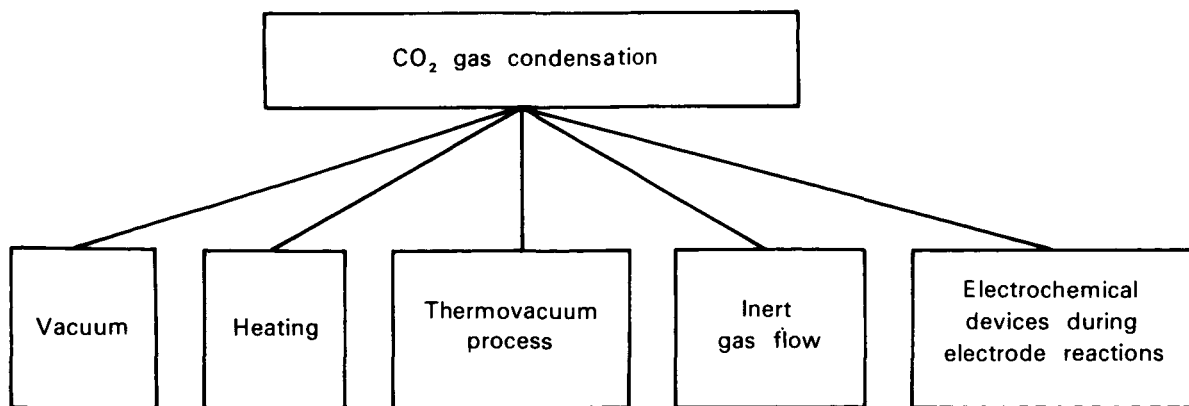 CO₂ gas condensation
Vacuum
Heating
Thermovacuum
process
Inert
gas flow
Electrochemical
devices during
electrode reactions